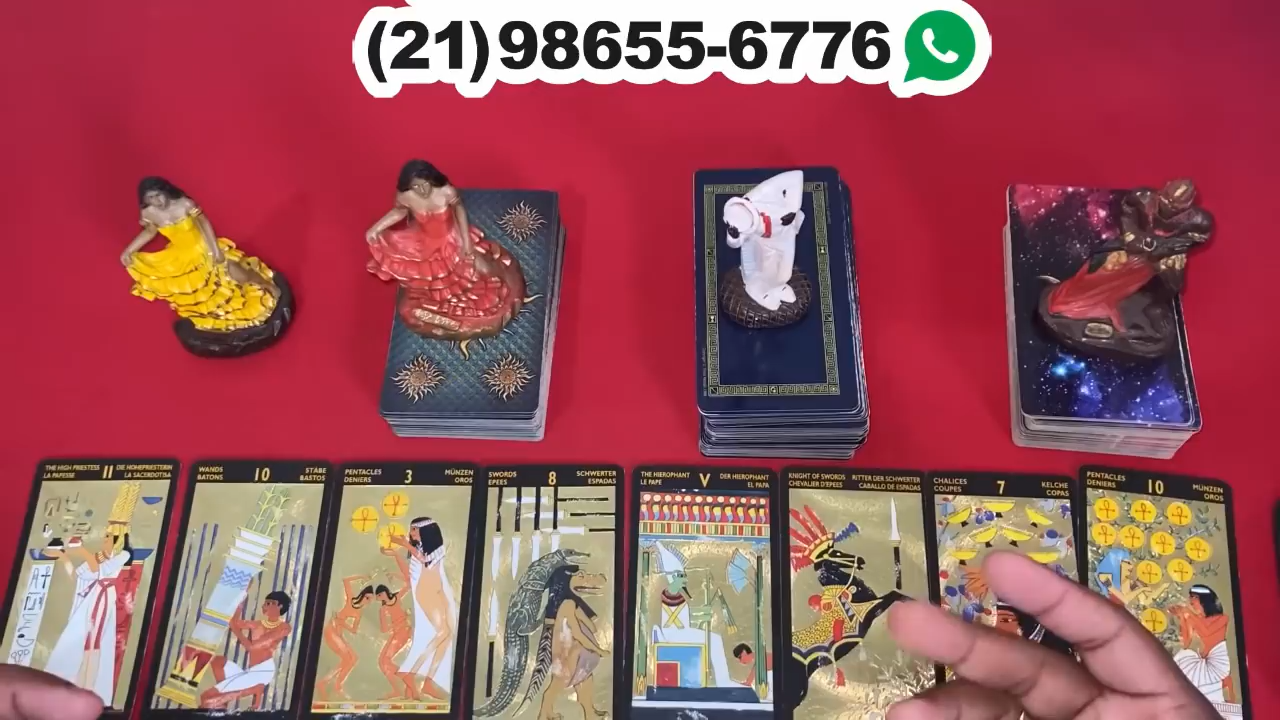 (21)98655-6776
THE HIGH PRIESTESS II DIE HOHEPRIESTERIN
LA PAPESSE LA SACERDOTISA
WANDS 10 STÄBE
BATONS BASTOS
PENTACLES 3 MÜNZEN
DENIERS OROS
SWORDS 8 SCHWERTER
EPEES ESPADAS
THE HIEROPHANT V DER HIEROPHANT
LE PAPE EL PAPA
KNIGHT OF SWORDS RITTER DER SCHWERTER
CHEVALIER D'EPEES CABALLO DE ESPADAS
CHALICES 7 KELCHE
COUPES COPAS
PENTACLES 10 MÜNZEN
DENIERS OROS